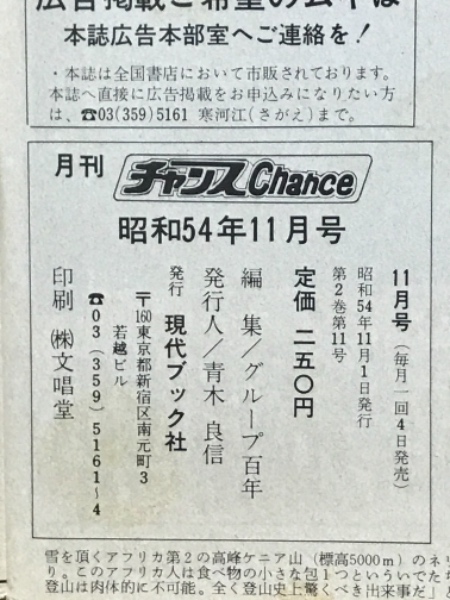 広告掲載ご希望の広告は
本誌広告本部室へご連絡を！
・本誌は全国書店において市販されております。
本誌へ直接に広告掲載をお申込みになりたい方
は、☎03(359)5161 寒河江(さがえ)まで。
月刊 チャンスChance
昭和54年11月号
11月号(毎月一回4日発売)
昭和54年11月1日発行
第2巻第11号
定価 二五〇円
編 集/グループ百年
発行人/青木 良信
発行 現代ブック社
〒160東京都新宿区南元町3
若越ビル
☎03(359)5161〜4
印刷 ㈱文唱堂
雪を頂くアフリカ第2の高峰ケニア山(標高5000m)のネリ
り。このアフリカ人は食べ物の小さな包1つといういでたち
登山は肉体的に不可能。全く登山史上驚くべき出来事だ」と